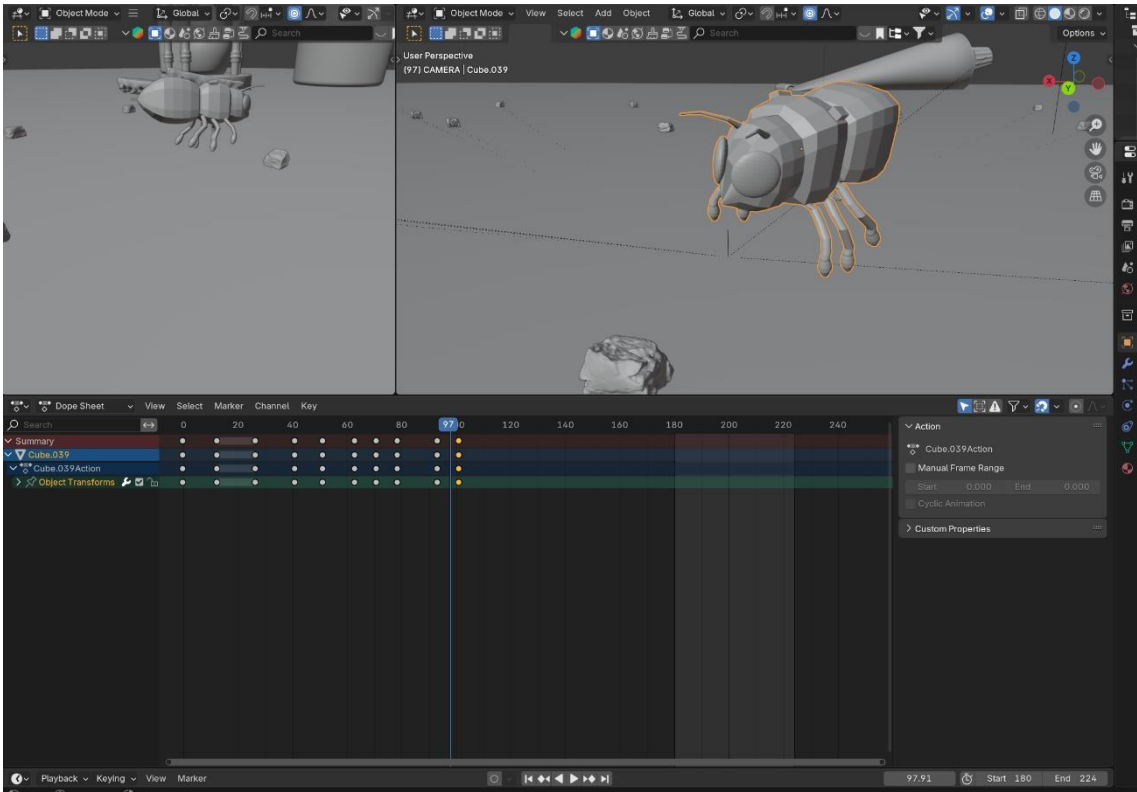 Object Mode Global
Search
Object Mode View Select Add Object Global
Search Options
User Perspective
(97) CAMERA | Cube.039
X Y Z
Dope Sheet View Select Marker Channel Key
Search 0 20 40 60 80 97 0 120 140 160 180 200 220 240
Summary
Cube.039
Cube.039Action
Object Transforms
Action
Cube.039Action
Manual Frame Range
Start 0.000 End 0.000
Cyclic Animation
Custom Properties
Playback Keying View Marker 97.91 Start 180 End 224